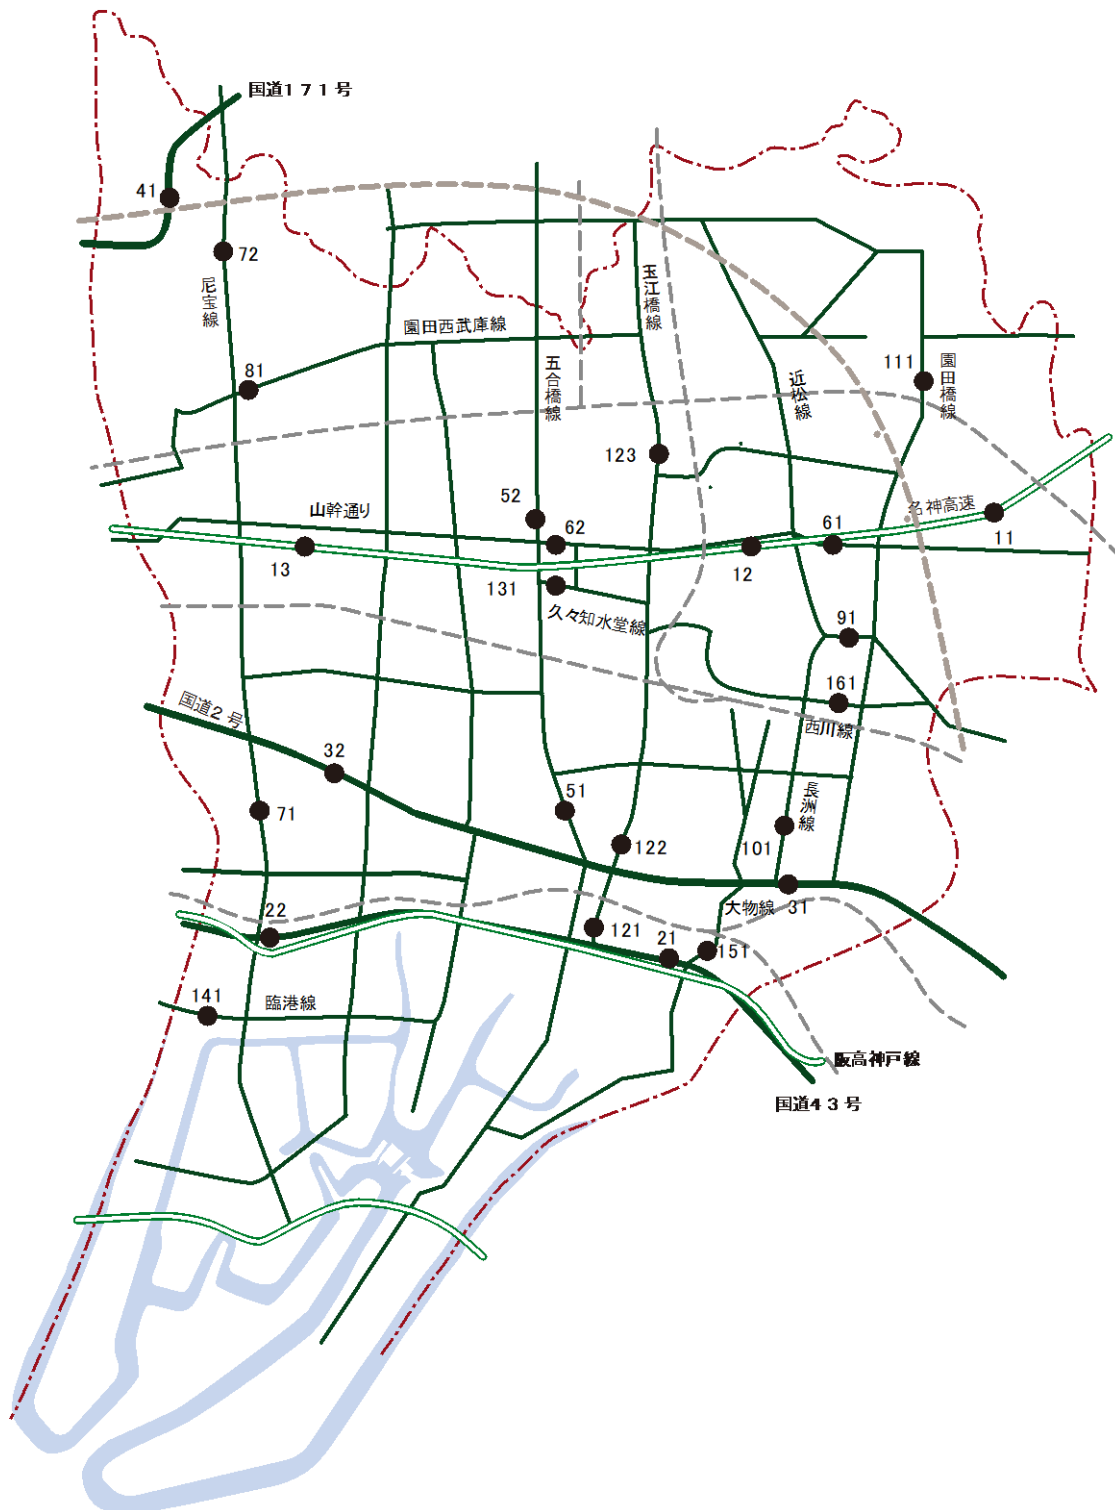 国道１７１号
41
72
尼宝線
玉江橋線
園田西武庫線
81
五合橋線
近松線
111
園田橋線
123
52
山幹通り
62
名神高速
61
11
13
12
131
久々知水堂線
91
161
国道２号
西川線
32
71
51
長洲線
122
101
大物線
31
22
121
21
151
141
臨港線
阪高神戸線
国道４３号